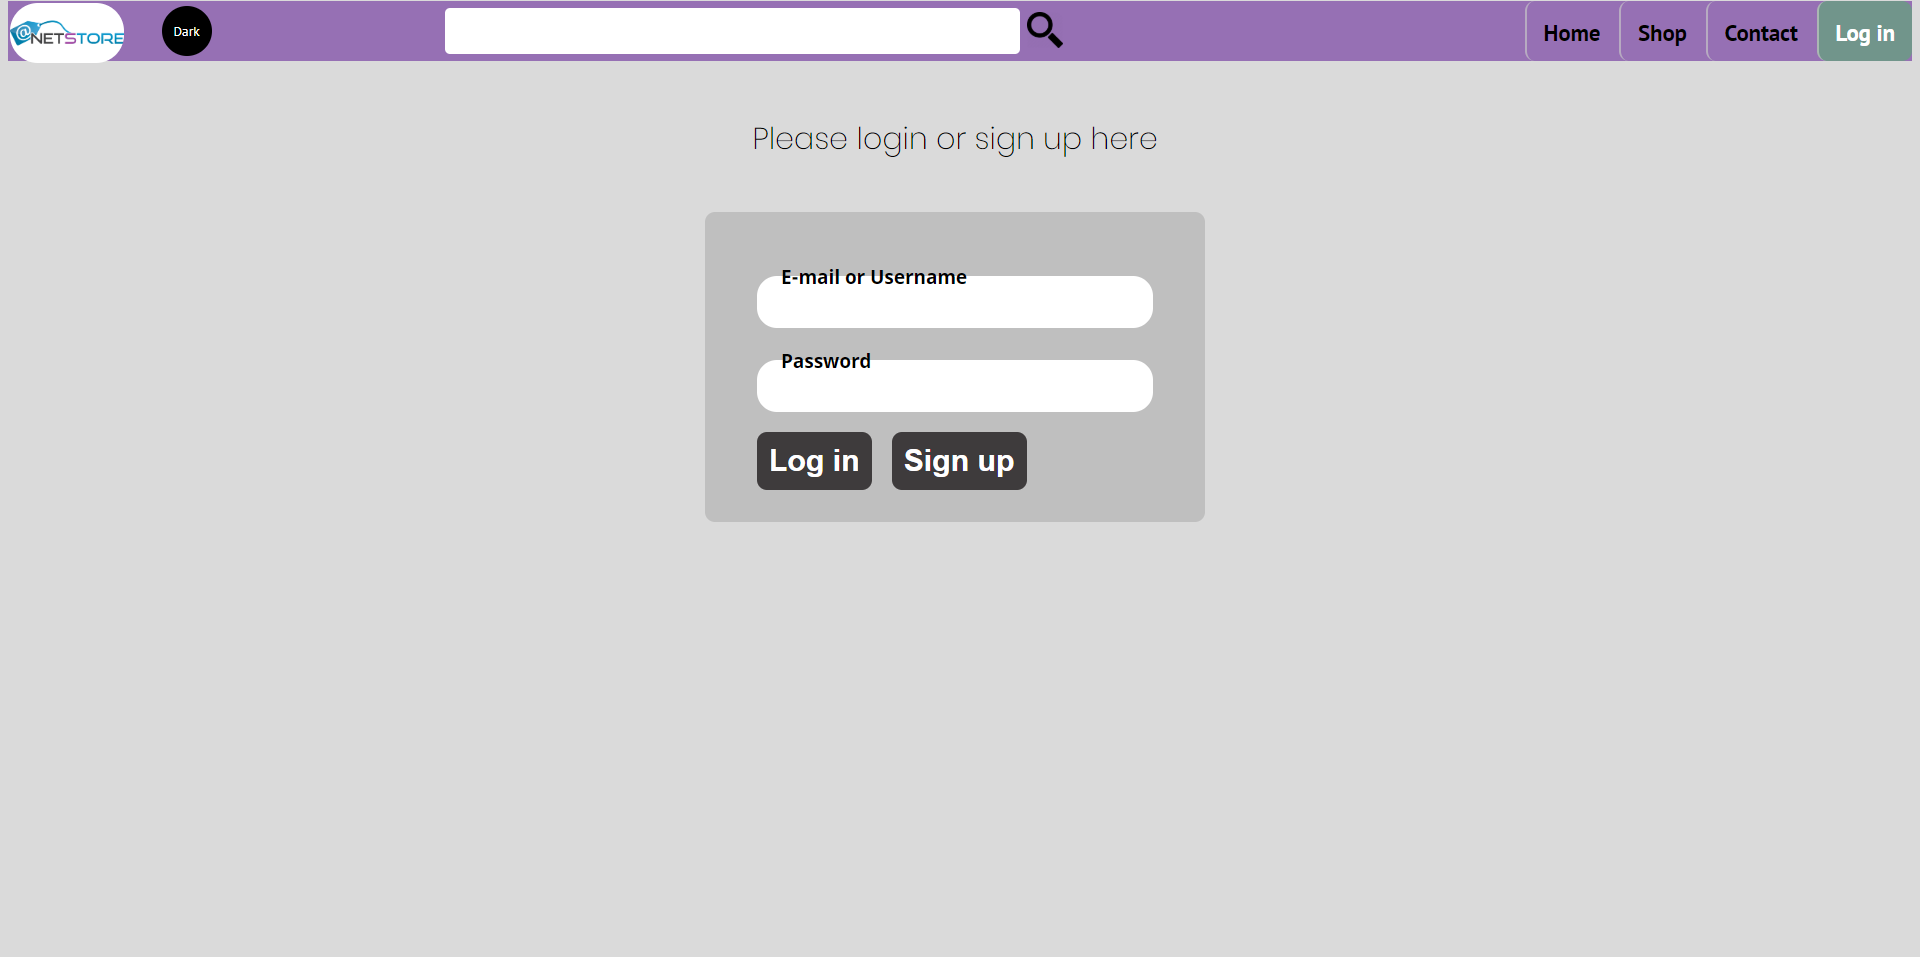 @NETSTORE
Dark
Home
Shop
Contact
Log in
Please login or sign up here
E-mail or Username
Password
Log in
Sign up